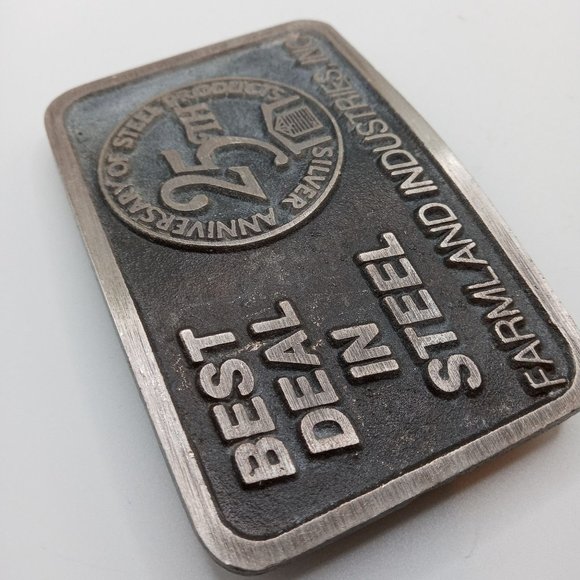 SILVER ANNIVERSARY OF STEEL PRODUCTS
25TH
BEST
DEAL
IN
STEEL
FARMLAND INDUSTRIES, INC.